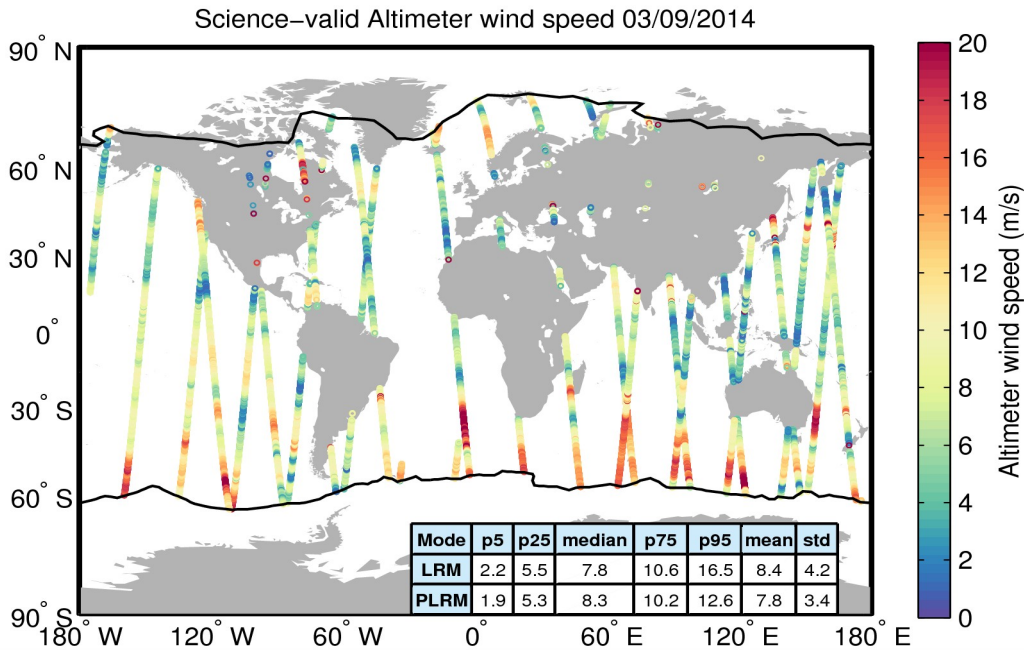 Science−valid Altimeter wind speed 03/09/2014
90° N
60° N
30° N
0°
30° S
60° S
90° S
180° W
120° W
60° W
0°
60° E
120° E
180° E
Mode p5 p25 median p75 p95 mean std
LRM 2.2 5.5 7.8 10.6 16.5 8.4 4.2
PLRM 1.9 5.3 8.3 10.2 12.6 7.8 3.4
20
18
16
14
12
10
8
6
4
2
0
Altimeter wind speed (m/s)